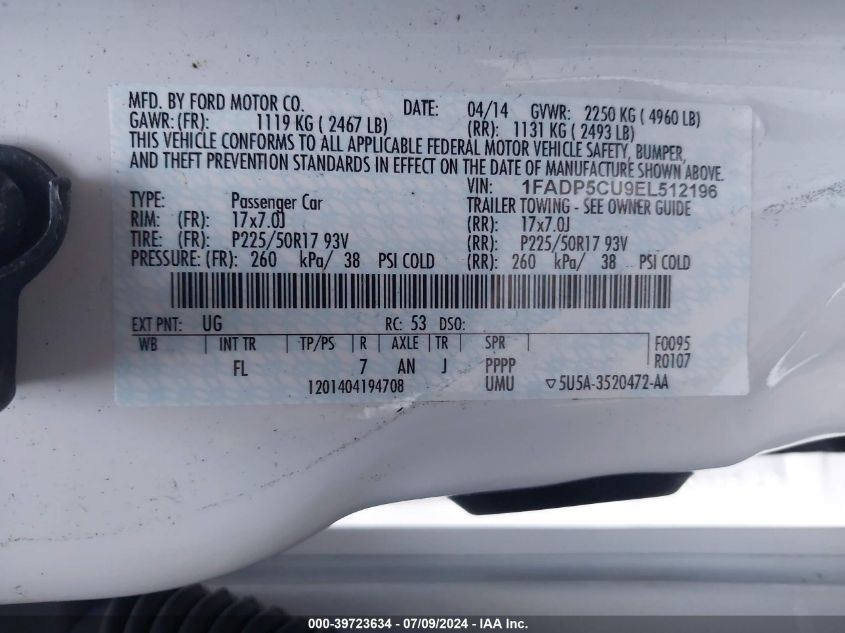 MFD. BY FORD MOTOR CO. DATE: 04/14 GVWR: 2250 KG ( 4960 LB)
GAWR: (FR): 1119 KG ( 2467 LB) (RR): 1131 KG ( 2493 LB)
THIS VEHICLE CONFORMS TO ALL APPLICABLE FEDERAL MOTOR VEHICLE SAFETY, BUMPER,
AND THEFT PREVENTION STANDARDS IN EFFECT ON THE DATE OF MANUFACTURE SHOWN ABOVE.
VIN: 1FADP5CU9EL512196
TYPE: Passenger Car TRAILER TOWING - SEE OWNER GUIDE
RIM: (FR): 17x7.0J (RR): 17x7.0J
TIRE: (FR): P225/50R17 93V (RR): P225/50R17 93V
PRESSURE: (FR): 260 kPa/ 38 PSI COLD (RR): 260 kPa/ 38 PSI COLD
EXT PNT: UG RC: 53 DSO:
WB INT TR TP/PS R AXLE TR SPR F0095
FL 7 AN J PPPP R0107
1201404194708 UMU ▽5U5A-3520472-AA
000-39723634 / 07/09/2024 - IAA Inc.